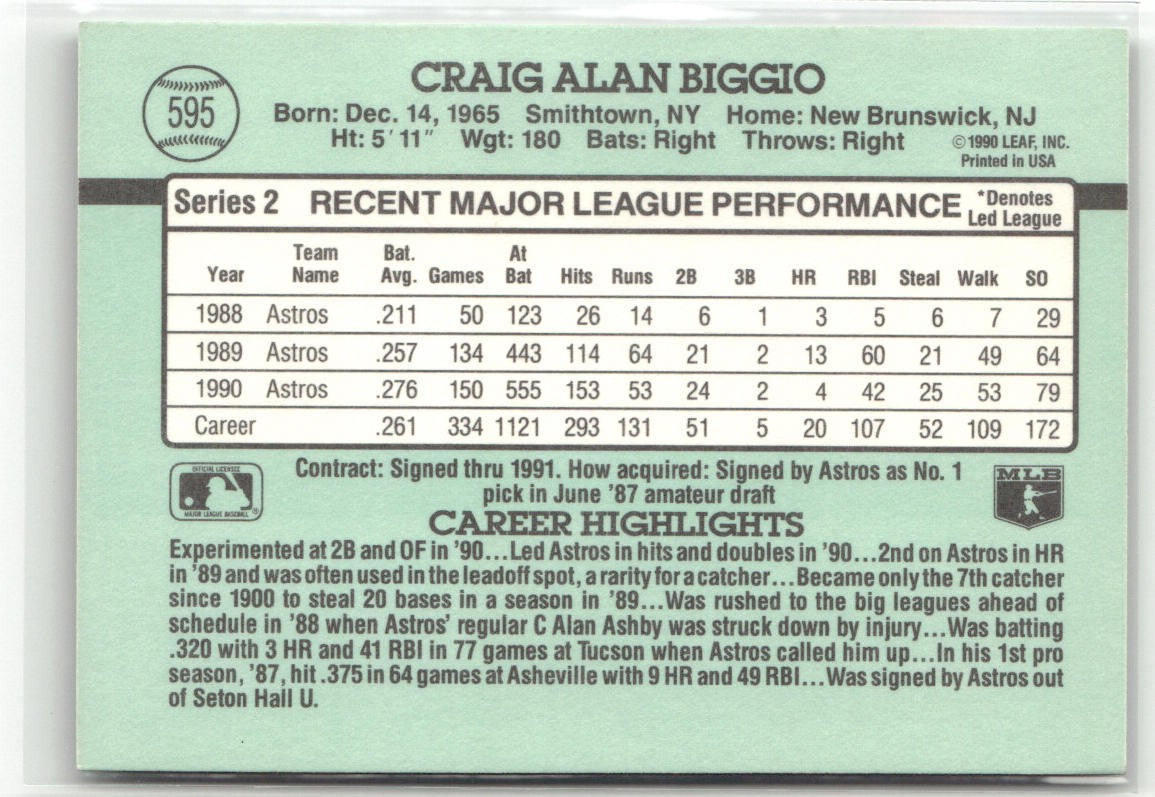 595
CRAIG ALAN BIGGIO
Born: Dec. 14, 1965 Smithtown, NY Home: New Brunswick, NJ
Ht: 5' 11" Wgt: 180 Bats: Right Throws: Right
©1990 LEAF, INC.
Printed in USA
Series 2 RECENT MAJOR LEAGUE PERFORMANCE *Denotes Led League
Year Team Name Bat. Avg. Games At Bat Hits Runs 2B 3B HR RBI Steal Walk SO
1988 Astros .211 50 123 26 14 6 1 3 5 6 7 29
1989 Astros .257 134 443 114 64 21 2 13 60 21 49 64
1990 Astros .276 150 555 153 53 24 2 4 42 25 53 79
Career .261 334 1121 293 131 51 5 20 107 52 109 172
OFFICIAL LICENSEE
MAJOR LEAGUE BASEBALL ®
Contract: Signed thru 1991. How acquired: Signed by Astros as No. 1
pick in June '87 amateur draft
MLB
CAREER HIGHLIGHTS
Experimented at 2B and OF in '90...Led Astros in hits and doubles in '90...2nd on Astros in HR
in '89 and was often used in the leadoff spot, a rarity for a catcher...Became only the 7th catcher
since 1900 to steal 20 bases in a season in '89...Was rushed to the big leagues ahead of
schedule in '88 when Astros' regular C Alan Ashby was struck down by injury...Was batting
.320 with 3 HR and 41 RBI in 77 games at Tucson when Astros called him up...In his 1st pro
season, '87, hit .375 in 64 games at Asheville with 9 HR and 49 RBI...Was signed by Astros out
of Seton Hall U.